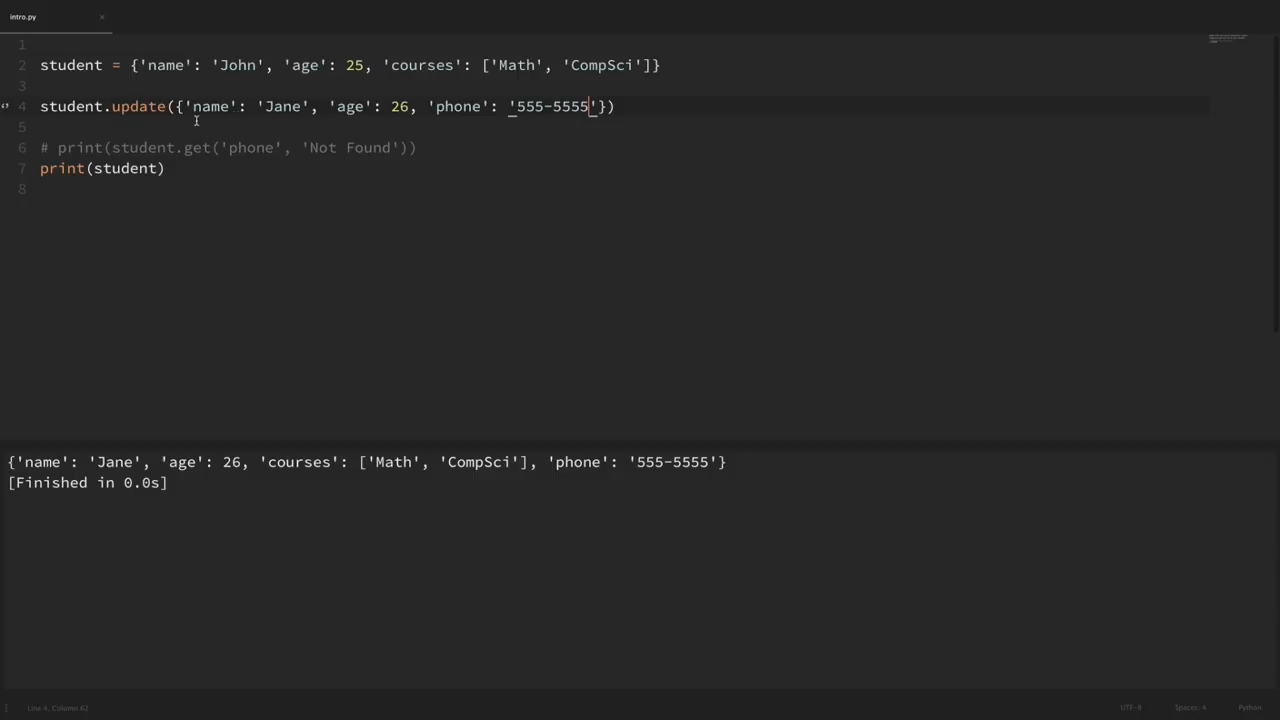 intro.py ×
1
2 student = {'name': 'John', 'age': 25, 'courses': ['Math', 'CompSci']}
3
4 student.update({'name': 'Jane', 'age': 26, 'phone': '555-5555'})
5
6 # print(student.get('phone', 'Not Found'))
7 print(student)
8
{'name': 'Jane', 'age': 26, 'courses': ['Math', 'CompSci'], 'phone': '555-5555'}
[Finished in 0.0s]
Line 4, Column 62 UTF-8 Spaces: 4 Python